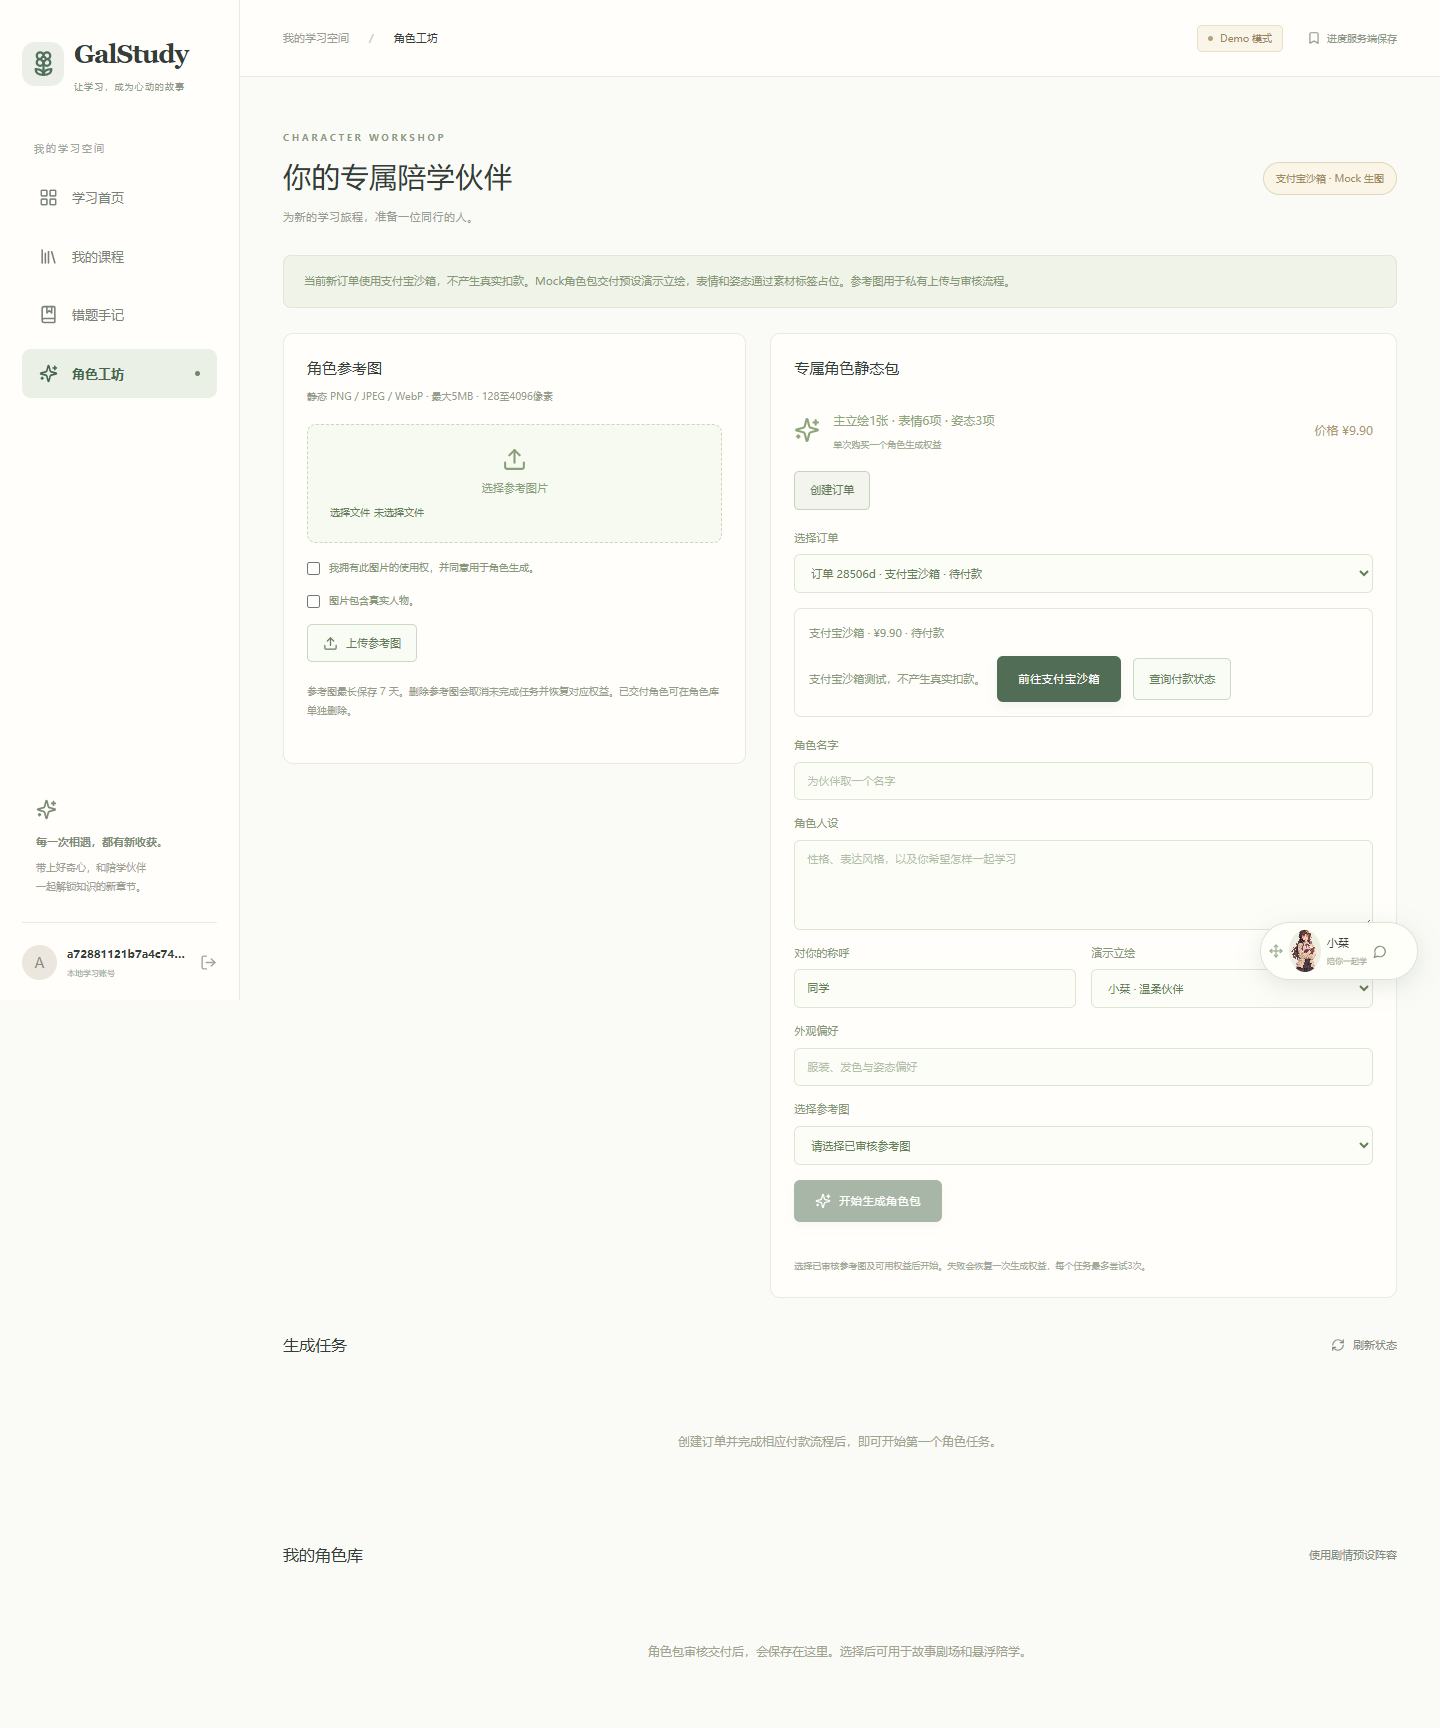 GalStudy
让学习，成为心动的故事
我的学习空间
学习首页
我的课程
错题手记
角色工坊
每一次相遇，都有新收获。
带上好奇心，和陪学伙伴
一起解锁知识的新章节。
A
a72881121b7a4c74...
本地学习账号
我的学习空间 / 角色工坊
Demo 模式
进度服务端保存
CHARACTER WORKSHOP
你的专属陪学伙伴
为新的学习旅程，准备一位同行的人。
支付宝沙箱 · Mock 生图
当前新订单使用支付宝沙箱，不产生真实扣款。Mock角色包交付预设演示立绘，表情和姿态通过素材标签占位。参考图用于私有上传与审核流程。
角色参考图
静态 PNG / JPEG / WebP · 最大5MB · 128至4096像素
选择参考图片
选择文件 未选择文件
我拥有此图片的使用权，并同意用于角色生成。
图片包含真实人物。
上传参考图
参考图最长保存 7 天。删除参考图会取消未完成任务并恢复对应权益。已交付角色可在角色库
单独删除。
专属角色静态包
主立绘1张 · 表情6项 · 姿态3项
单次购买一个角色生成权益
价格 ¥9.90
创建订单
选择订单
订单 28506d · 支付宝沙箱 · 待付款
支付宝沙箱 · ¥9.90 · 待付款
支付宝沙箱测试，不产生真实扣款。
前往支付宝沙箱
查询付款状态
角色名字
为伙伴取一个名字
角色人设
性格、表达风格，以及你希望怎样一起学习
对你的称呼
同学
演示立绘
小栞 · 温柔伙伴
小栞
陪你一起学
外观偏好
服装、发色与姿态偏好
选择参考图
请选择已审核参考图
开始生成角色包
选择已审核参考图及可用权益后开始。失败会恢复一次生成权益，每个任务最多尝试3次。
生成任务
刷新状态
创建订单并完成相应付款流程后，即可开始第一个角色任务。
我的角色库
使用剧情预设阵容
角色包审核交付后，会保存在这里。选择后可用于故事剧场和悬浮陪学。